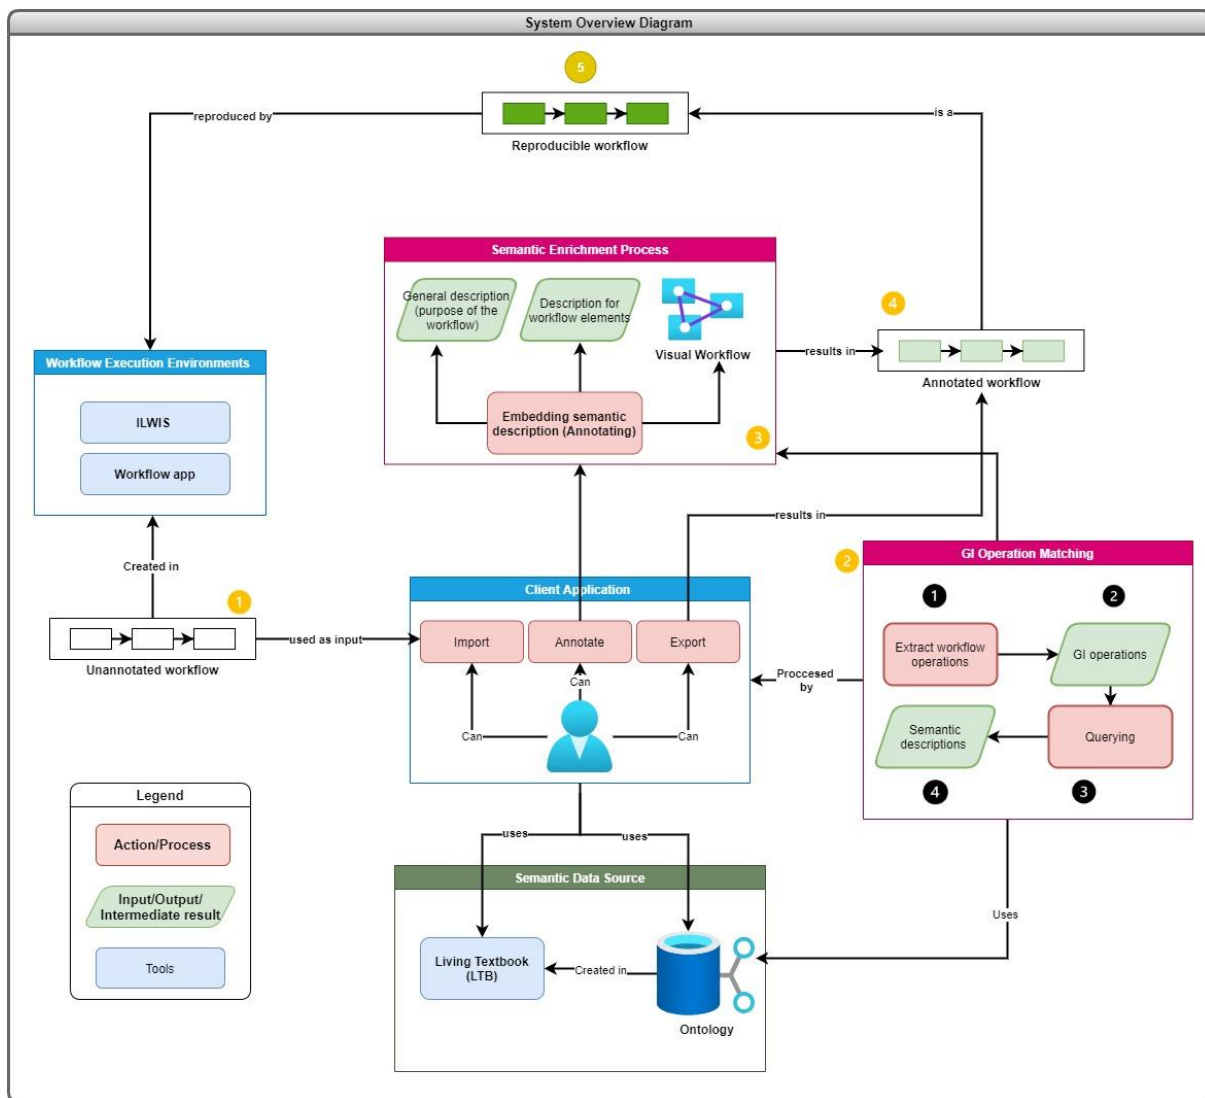 System Overview Diagram
5
reproduced by
is a
Reproducible workflow
Semantic Enrichment Process
General description
(purpose of the
workflow)
Description for
workflow elements
Visual Workflow
Embedding semantic
description (Annotating)
3
results in
4
Annotated workflow
Workflow Execution Environments
ILWIS
Workflow app
Created in
1
Unannotated workflow
used as input
results in
Client Application
Import
Annotate
Export
Can
Can
Can
Proccesed
by
2
GI Operation Matching
1
2
Extract workflow
operations
GI operations
Semantic
descriptions
Querying
4
3
Uses
uses
uses
Semantic Data Source
Living Textbook
(LTB)
Created in
Ontology
Legend
Action/Process
Input/Output/
Intermediate result
Tools